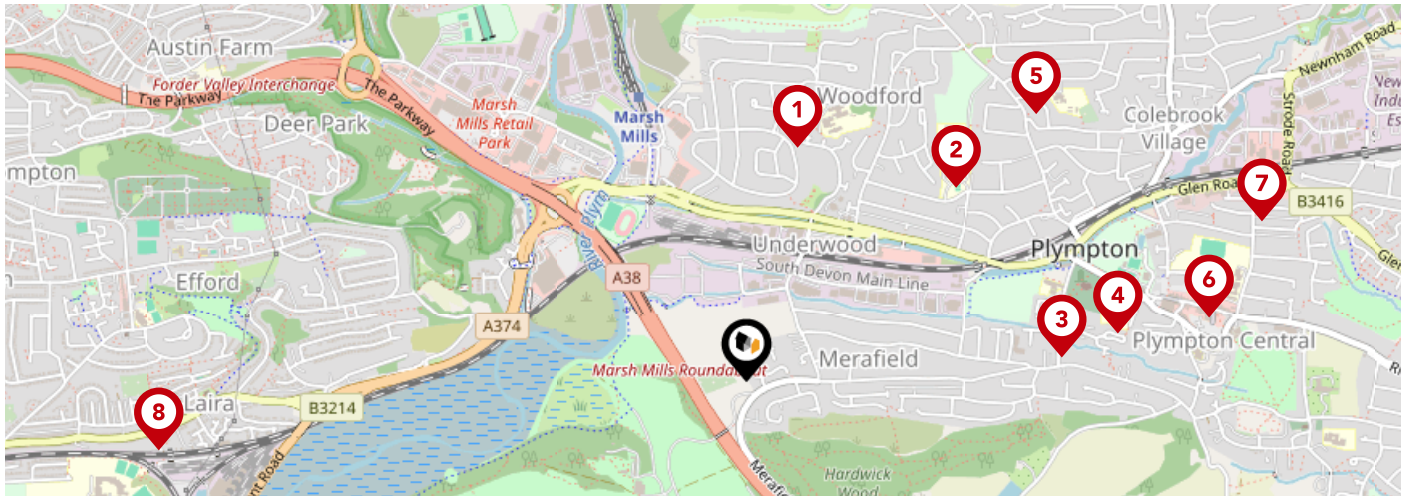 Austin Farm
Forder Valley Interchange
The Parkway
The Parkway
Deer Park
Marsh
Mills Retail
Park
Marsh
Mills
1
Woodford
2
5
Colebrook
Village
Newnham Road
Strode Road
7
Glen Road
B3416
River Plym
Underwood
South Devon Main Line
Plympton
Efford
A38
A374
6
4
3
Plympton Central
Merafield
Marsh Mills Roundabout
8
Laira
B3214
Hardwick
Wood